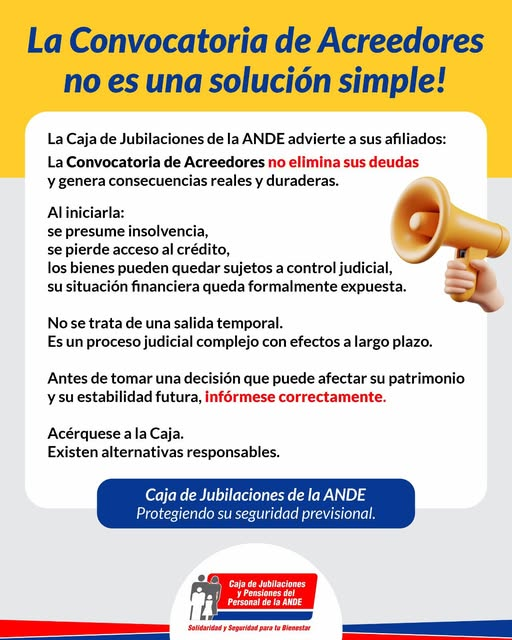 La Convocatoria de Acreedores
no es una solución simple!
La Caja de Jubilaciones de la ANDE advierte a sus afiliados:
La Convocatoria de Acreedores no elimina sus deudas
y genera consecuencias reales y duraderas.
Al iniciarla:
se presume insolvencia,
se pierde acceso al crédito,
los bienes pueden quedar sujetos a control judicial,
su situación financiera queda formalmente expuesta.
No se trata de una salida temporal.
Es un proceso judicial complejo con efectos a largo plazo.
Antes de tomar una decisión que puede afectar su patrimonio
y su estabilidad futura, infórmese correctamente.
Acérquese a la Caja.
Existen alternativas responsables.
Caja de Jubilaciones de la ANDE
Protegiendo su seguridad previsional.
Caja de Jubilaciones
y Pensiones del
Personal de la ANDE
Solidaridad y Seguridad para tu Bienestar